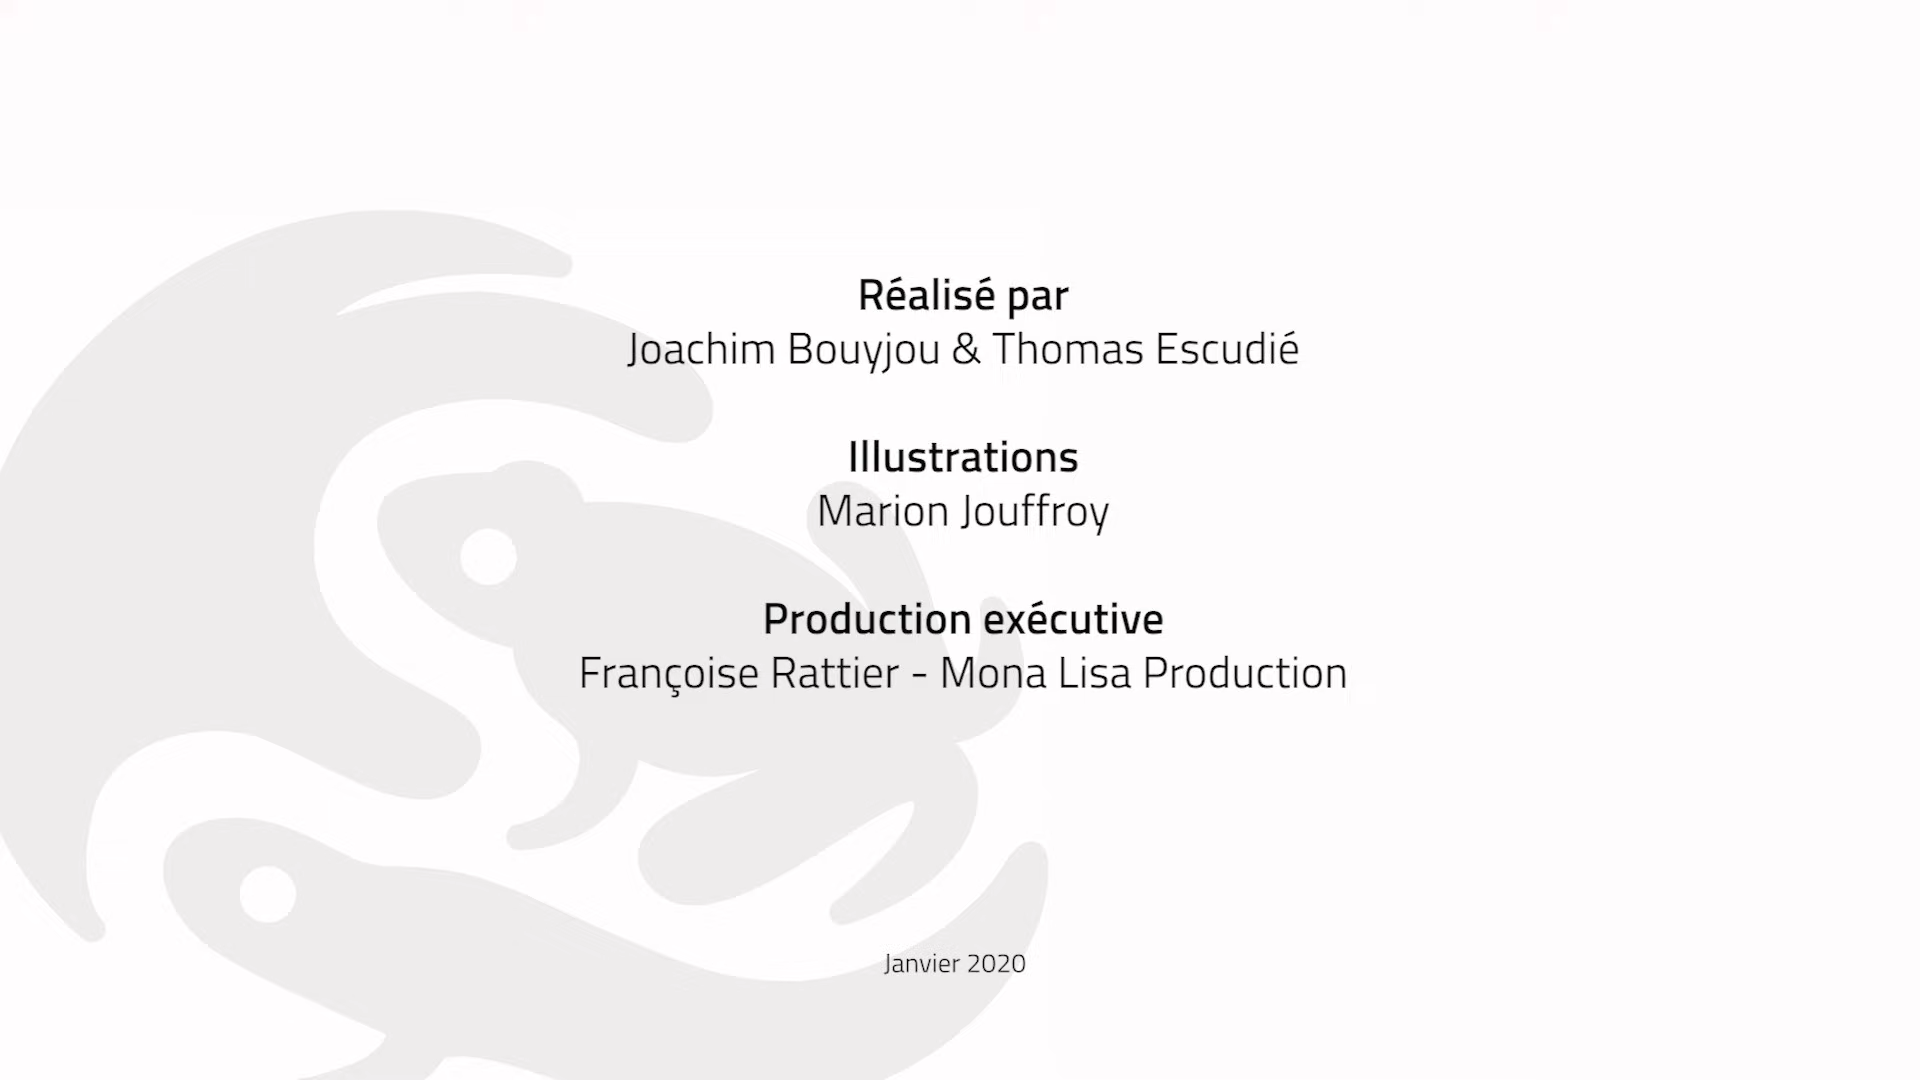 Réalisé par
Joachim Bouyjou & Thomas Escudié
Illustrations
Marion Jouffroy
Production exécutive
Françoise Rattier - Mona Lisa Production
Janvier 2020